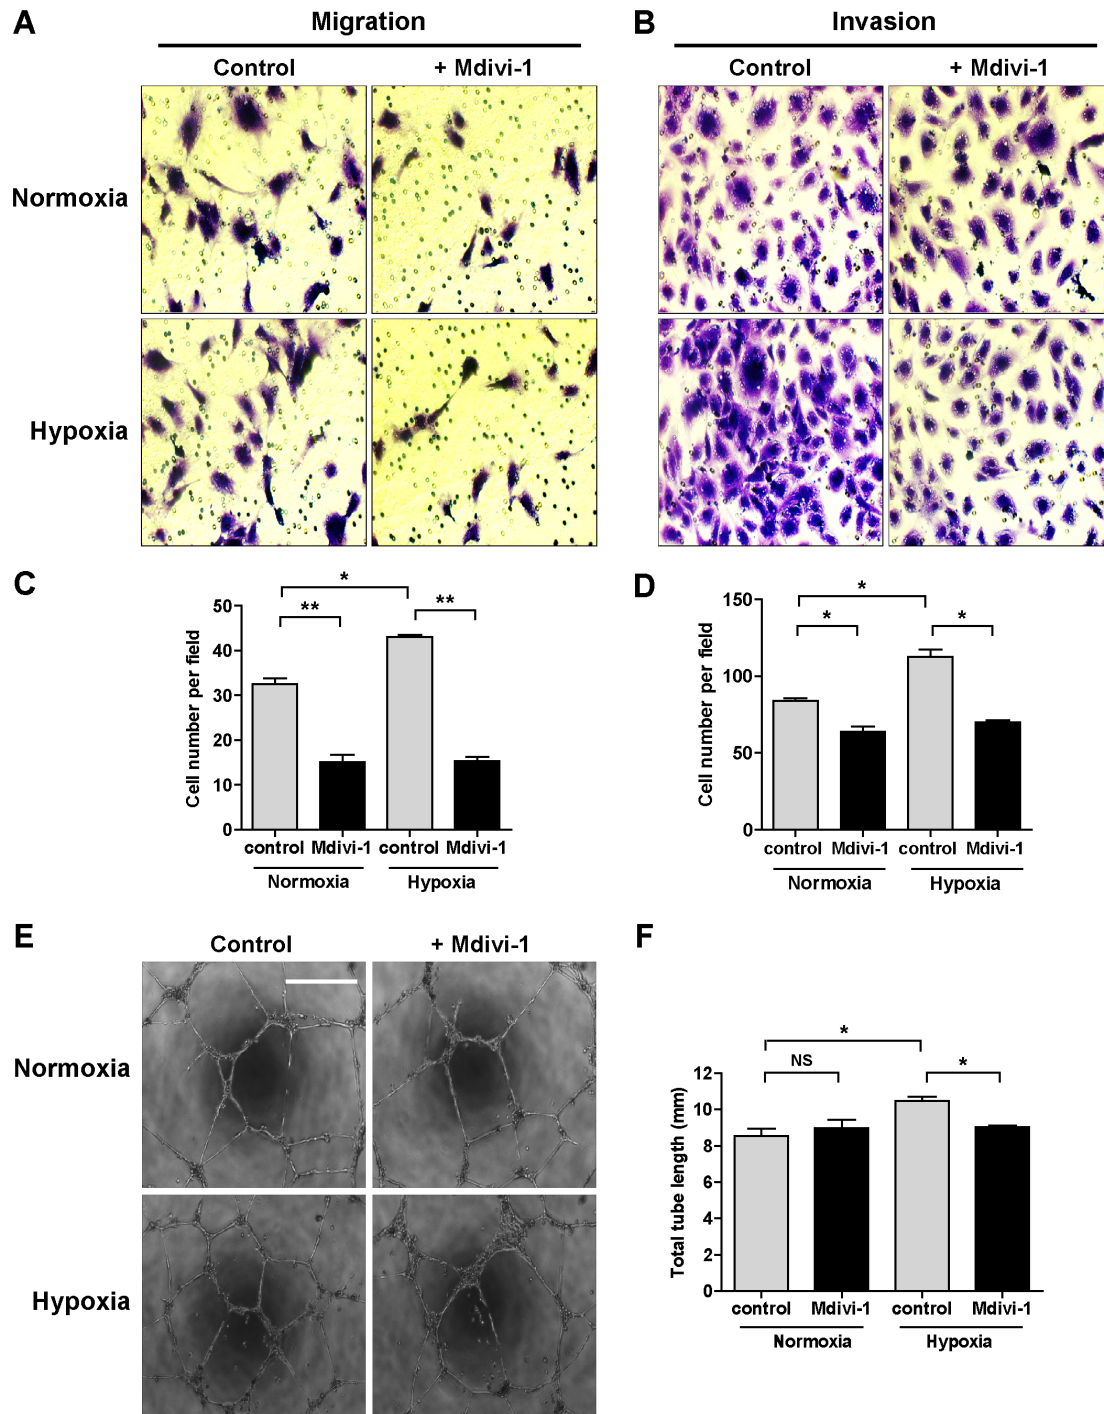 A
Migration
Control
+ Mdivi-1
Normoxia
Hypoxia
B
Invasion
Control
+ Mdivi-1
C
Cell number per field
50
40
30
20
10
0
*
**
**
control Mdivi-1 control Mdivi-1
Normoxia Hypoxia
D
Cell number per field
150
100
50
0
*
*
*
control Mdivi-1 control Mdivi-1
Normoxia Hypoxia
E
Control
+ Mdivi-1
Normoxia
Hypoxia
F
Total tube length (mm)
12
10
8
6
4
2
0
*
NS
*
control Mdivi-1 control Mdivi-1
Normoxia Hypoxia